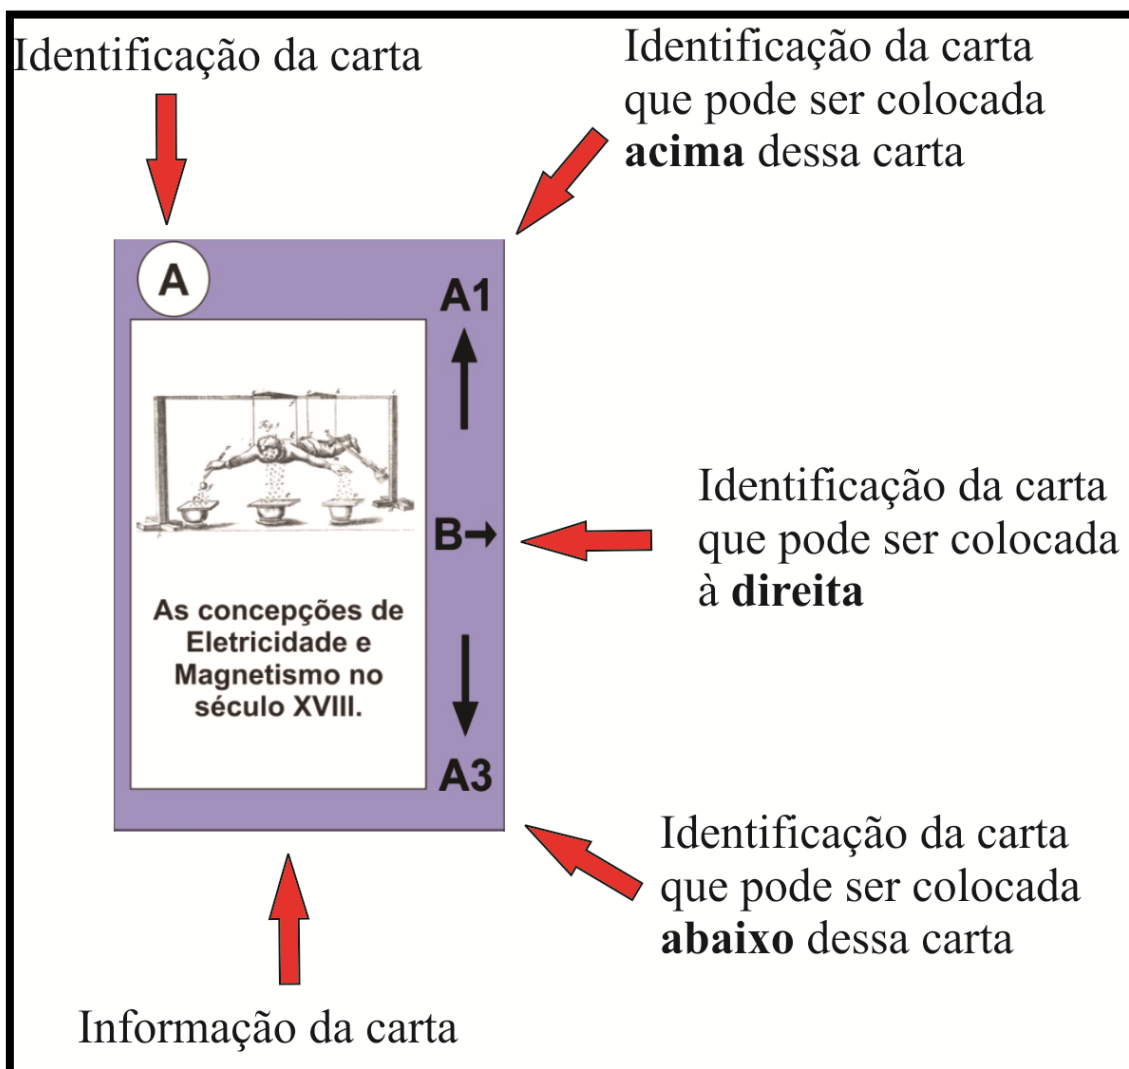 Identificação da carta
Identificação da carta
que pode ser colocada
acima dessa carta
A
A1
B
Identificação da carta
que pode ser colocada
à direita
As concepções de
Eletricidade e
Magnetismo no
século XVIII.
A3
Identificação da carta
que pode ser colocada
abaixo dessa carta
Informação da carta